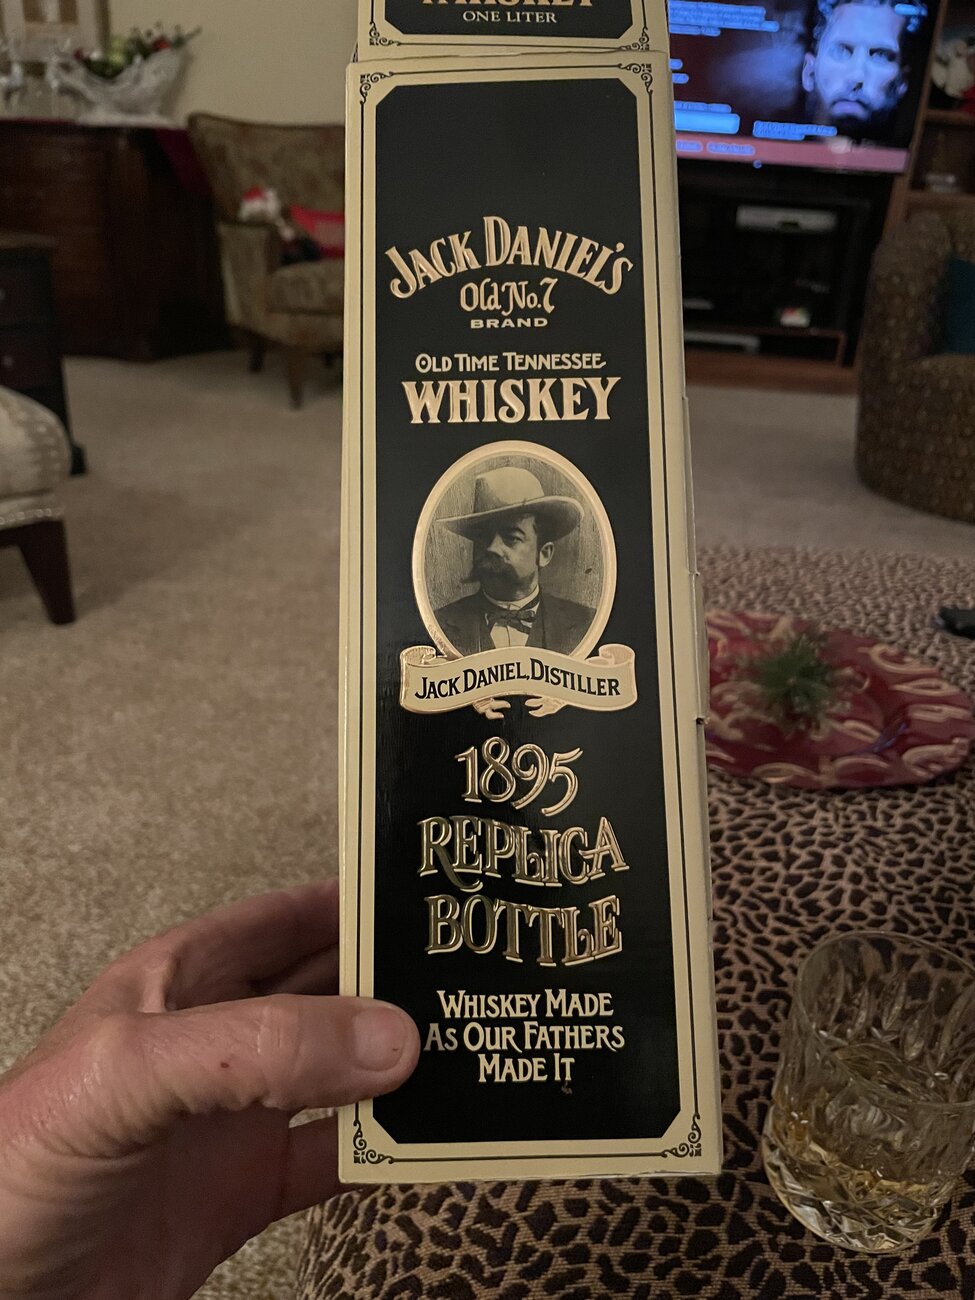 WHISKEY
ONE LITER
JACK DANIEL'S
Old No.7
BRAND
OLD TIME TENNESSEE
WHISKEY
JACK DANIEL, DISTILLER
1895
REPLICA
BOTTLE
WHISKEY MADE
AS OUR FATHERS
MADE IT